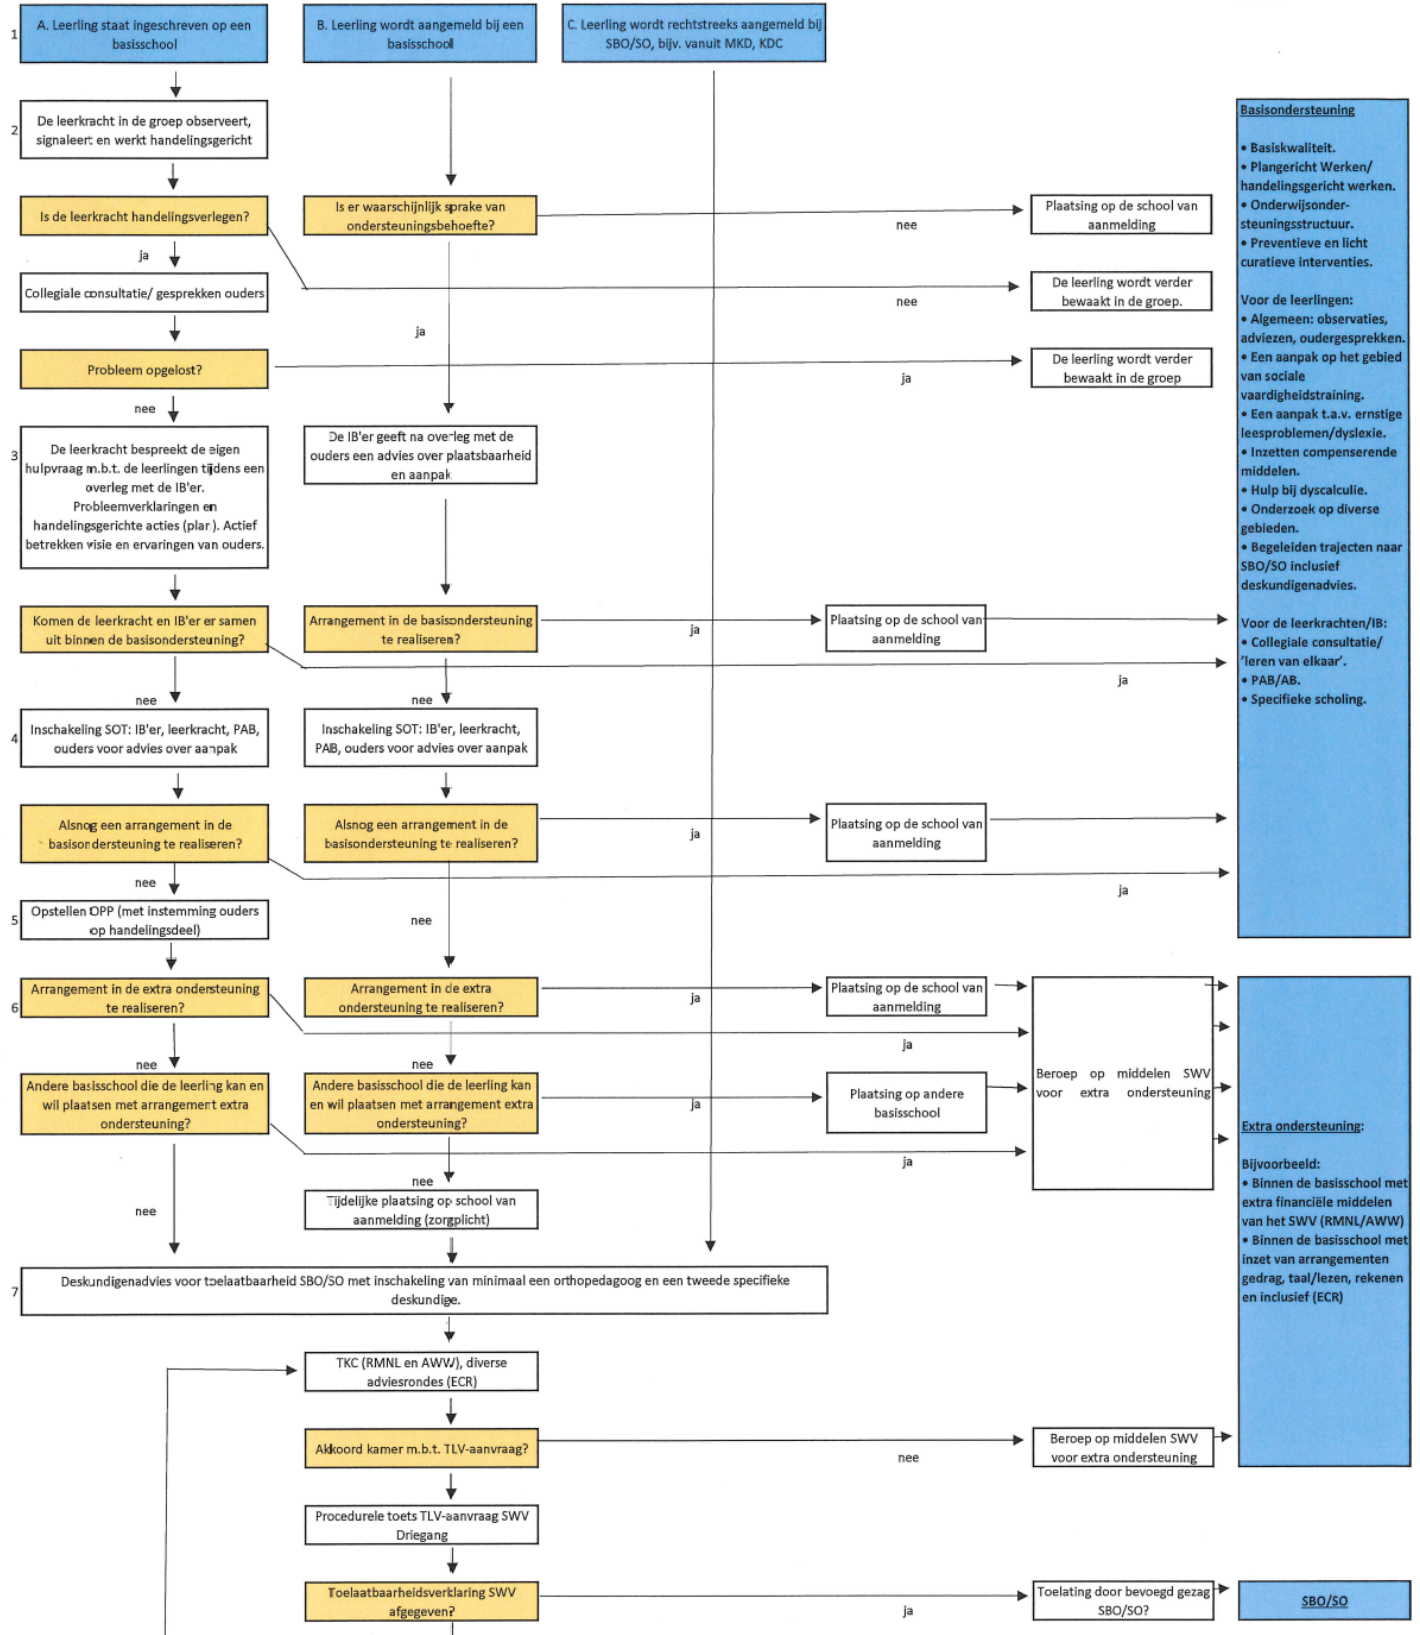 1
A. Leerling staat ingeschreven op een
basisschool
B. Leerling wordt aangemeld bij een
basisschool
C. Leerling wordt rechtstreeks aangemeld bij
SBO/SO, bijv. vanuit MKD, KDC
2
De leerkracht in de groep observeert,
signaleert en werkt handelingsgericht
Is de leerkracht handelingsverlegen?
Is er waarschijnlijk sprake van
ondersteuningsbehoefte?
nee
Plaatsing op de school van
aanmelding
ja
Collegiale consultatie/ gesprekken ouders
nee
De leerling wordt verder
bewaakt in de groep.
ja
Probleem opgelost?
ja
De leerling wordt verder
bewaakt in de groep
nee
3
De leerkracht bespreekt de eigen
hulpvraag m.b.t. de leerlingen tijdens een
overleg met de IB'er.
Probleemverklaringen en
handelingsgerichte acties (plan). Actief
betrekken visie en ervaringen van ouders.
De IB'er geeft na overleg met de
ouders een advies over plaatsbaarheid
en aanpak
Komen de leerkracht en IB'er er samen
uit binnen de basisondersteuning?
Arrangement in de basisondersteuning
te realiseren?
ja
Plaatsing op de school van
aanmelding
ja
nee
nee
4
Inschakeling SOT: IB'er, leerkracht, PAB,
ouders voor advies over aanpak
Inschakeling SOT: IB'er, leerkracht,
PAB, ouders voor advies over aanpak
Alsnog een arrangement in de
basisondersteuning te realiseren?
Alsnog een arrangement in de
basisondersteuning te realiseren?
ja
Plaatsing op de school van
aanmelding
ja
nee
5
Opstellen OPP (met instemming ouders
op handelingsdeel)
nee
6
Arrangement in de extra ondersteuning
te realiseren?
Arrangement in de extra
ondersteuning te realiseren?
ja
Plaatsing op de school van
aanmelding
ja
nee
nee
Andere basisschool die de leerling kan en
wil plaatsen met arrangement extra
ondersteuning?
Andere basisschool die de leerling kan
en wil plaatsen met arrangement extra
ondersteuning?
ja
Plaatsing op andere
basisschool
ja
Beroep op middelen SWV
voor extra ondersteuning
nee
nee
Tijdelijke plaatsing op school van
aanmelding (zorgplicht)
7
Deskundigenadvies voor toelaatbaarheid SBO/SO met inschakeling van minimaal een orthopedagoog en een tweede specifieke
deskundige.
TKC (RMNL en AWW), diverse
adviesrondes (ECR)
Akkoord kamer m.b.t. TLV-aanvraag?
nee
Beroep op middelen SWV
voor extra ondersteuning
Procedurele toets TLV-aanvraag SWV
Driegang
Toelaatbaarheidsverklaring SWV
afgegeven?
ja
Toelating door bevoegd gezag
SBO/SO?
SBO/SO
Basisondersteuning
• Basiskwaliteit.
• Plangericht Werken/
handelingsgericht werken.
• Onderwijsonder-
steuningsstructuur.
• Preventieve en licht
curatieve interventies.
Voor de leerlingen:
• Algemeen: observaties,
adviezen, oudergesprekken.
• Een aanpak op het gebied
van sociale
vaardigheidstraining.
• Een aanpak t.a.v. ernstige
leesproblemen/dyslexie.
• Inzetten compenserende
middelen.
• Hulp bij dyscalculie.
• Onderzoek op diverse
gebieden.
• Begeleiden trajecten naar
SBO/SO inclusief
deskundigenadvies.
Voor de leerkrachten/IB:
• Collegiale consultatie/
'leren van elkaar'.
• PAB/AB.
• Specifieke scholing.
Extra ondersteuning:
Bijvoorbeeld:
• Binnen de basisschool met
extra financiële middelen
van het SWV (RMNL/AWW)
• Binnen de basisschool met
inzet van arrangementen
gedrag, taal/lezen, rekenen
en inclusief (ECR)